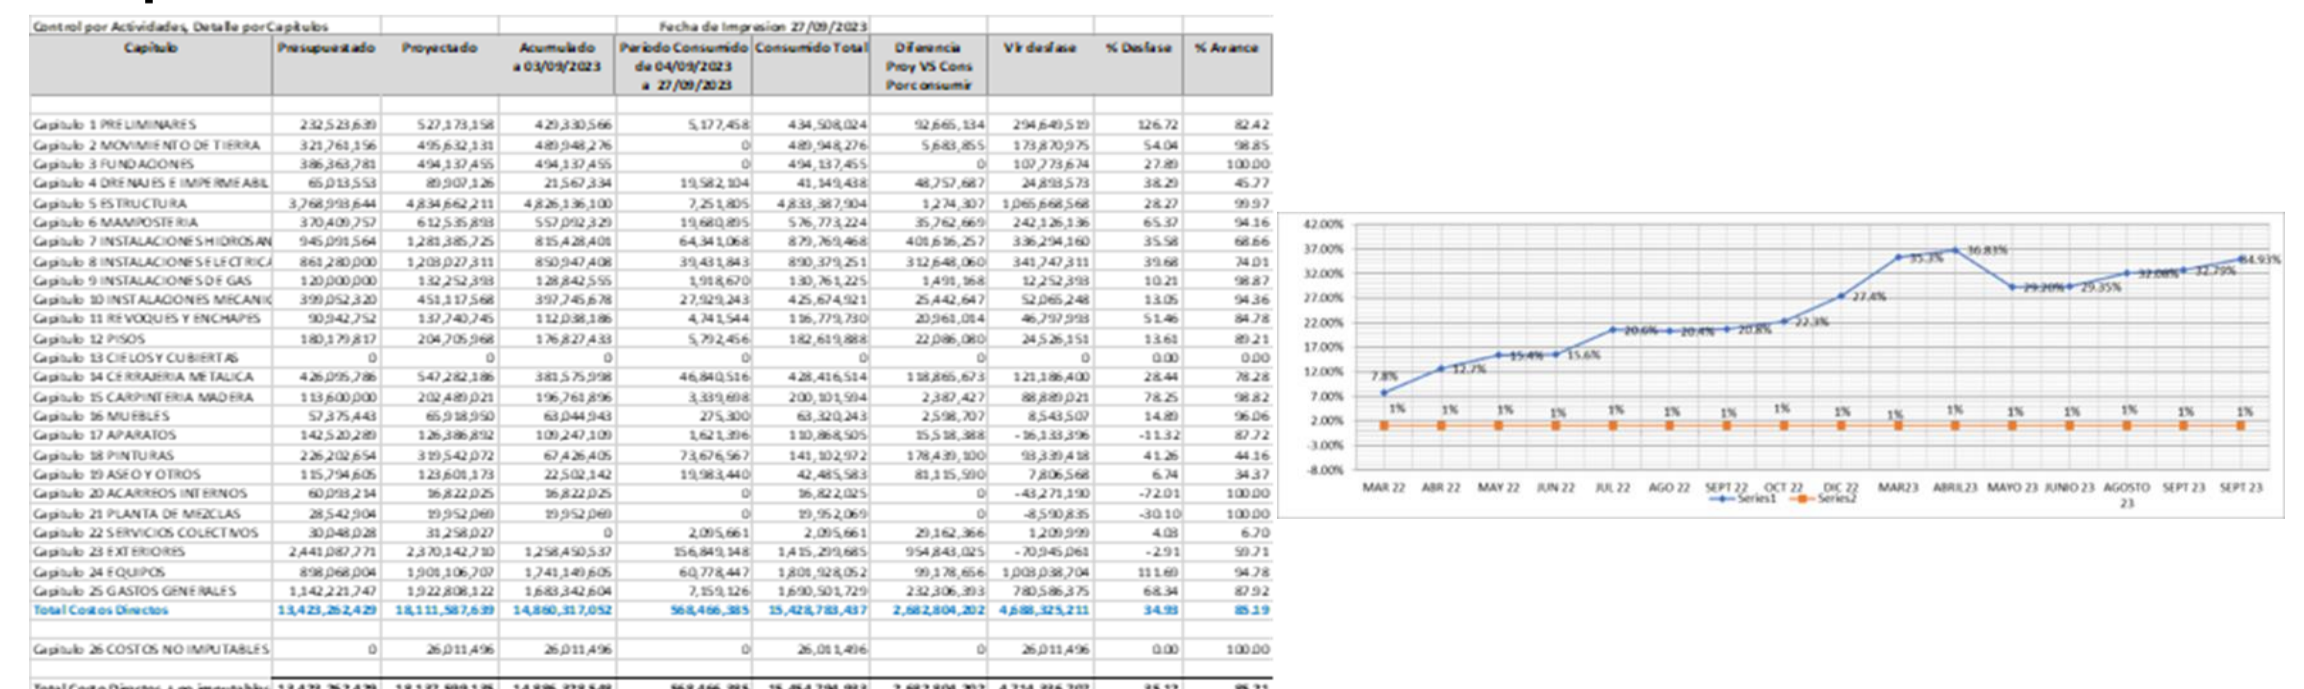 Control por Actividades, Detalle por Capitulos Fecha de Impresion 27/09/2023
Capitulo Presupuestado Proyectado Acumulado a 03/09/2023 Periodo Consumido de 04/09/2023 a 27/09/2023 Consumido Total Diferencia Proy VS Cons Por consumir Vlr desfase % Desfase % Avance
Capitulo 1 PRELIMINARES 232,523,639 527,173,158 429,330,566 5,177,458 434,508,024 92,665,134 294,649,519 126.72 82.42
Capitulo 2 MOVIMIENTO DE TIERRA 321,761,156 495,632,131 489,948,276 0 489,948,276 5,683,855 173,870,975 54.04 98.85
Capitulo 3 FUNDACIONES 386,363,781 494,137,455 494,137,455 0 494,137,455 0 107,773,674 27.89 100.00
Capitulo 4 DRENAJES E IMPERMEABIL 65,013,553 89,907,126 21,567,334 19,582,104 41,149,438 48,757,687 24,893,573 38.29 45.77
Capitulo 5 ESTRUCTURA 3,768,993,644 4,834,662,211 4,826,136,100 7,251,805 4,833,387,904 1,274,307 1,065,668,568 28.27 99.97
Capitulo 6 MAMPOSTERIA 370,409,757 612,535,893 557,092,329 19,680,895 576,773,224 35,762,669 242,126,136 65.37 94.16
Capitulo 7 INSTALACIONES HIDROSAN 945,091,564 1,281,385,725 815,428,401 64,341,068 879,769,468 401,616,257 336,294,160 35.58 68.66
Capitulo 8 INSTALACIONES ELECTRICA 861,280,000 1,203,027,311 850,947,408 39,431,843 890,379,251 312,648,060 341,747,311 39.68 74.01
Capitulo 9 INSTALACIONES DE GAS 120,000,000 132,252,393 128,842,555 1,918,670 130,761,225 1,491,168 12,252,393 10.21 98.87
Capitulo 10 INSTALACIONES MECANIC 399,052,320 451,117,568 397,745,678 27,929,243 425,674,921 25,442,647 52,065,248 13.05 94.36
Capitulo 11 REVOQUES Y ENCHAPES 90,942,752 137,740,745 112,038,186 4,741,544 116,779,730 20,961,014 46,797,993 51.46 84.78
Capitulo 12 PISOS 180,179,817 204,705,968 176,827,433 5,792,456 182,619,888 22,086,080 24,526,151 13.61 89.21
Capitulo 13 CIELOS Y CUBIERTAS 0 0 0 0 0 0 0 0.00 0.00
Capitulo 14 CERRAJERIA METALICA 426,095,786 547,282,186 381,575,998 46,840,516 428,416,514 118,865,673 121,186,400 28.44 78.28
Capitulo 15 CARPINTERIA MADERA 113,600,000 202,489,021 196,761,896 3,339,698 200,101,594 2,387,427 88,889,021 78.25 98.82
Capitulo 16 MUEBLES 57,375,443 65,918,950 63,044,943 275,300 63,320,243 2,598,707 8,543,507 14.89 96.06
Capitulo 17 APARATOS 142,520,289 126,386,892 109,247,109 1,621,396 110,868,505 15,518,388 -16,133,396 -11.32 87.72
Capitulo 18 PINTURAS 226,202,654 319,542,072 67,426,405 73,676,567 141,102,972 178,439,100 93,339,418 41.26 44.16
Capitulo 19 ASEO Y OTROS 115,794,605 123,601,173 22,502,142 19,983,440 42,485,583 81,115,590 7,806,568 6.74 34.37
Capitulo 20 ACARREOS INTERNOS 60,093,214 16,822,025 16,822,025 0 16,822,025 0 -43,271,190 -72.01 100.00
Capitulo 21 PLANTA DE MEZCLAS 28,542,904 19,952,069 19,952,069 0 19,952,069 0 -8,590,835 -30.10 100.00
Capitulo 22 SERVICIOS COLECTIVOS 30,048,028 31,258,027 0 2,095,661 2,095,661 29,162,366 1,209,999 4.03 6.70
Capitulo 23 EXTERIORES 2,441,087,771 2,370,142,710 1,258,450,537 156,849,148 1,415,299,685 954,843,025 -70,945,061 -2.91 59.71
Capitulo 24 EQUIPOS 898,068,004 1,901,106,707 1,741,149,605 60,778,447 1,801,928,052 99,178,656 1,003,038,704 111.69 94.78
Capitulo 25 GASTOS GENERALES 1,142,221,747 1,922,808,122 1,683,342,604 7,159,126 1,690,501,729 232,306,393 780,586,375 68.34 87.92
Total Costos Directos 13,423,262,429 18,111,587,639 14,860,317,052 568,466,385 15,428,783,437 2,682,804,202 4,688,325,211 34.93 85.19
Capitulo 26 COSTOS NO IMPUTABLES 0 26,011,496 26,011,496 0 26,011,496 0 26,011,496 0.00 100.00
42.00%
37.00%
32.00%
27.00%
22.00%
17.00%
12.00%
7.00%
2.00%
-3.00%
-8.00%
7.8% 12.7% 15.4% 15.6% 20.6% 20.4% 20.8% 22.3% 27.4% 35.3% 36.83% 29.20% 29.35% 32.08% 32.79% 34.93%
1% 1% 1% 1% 1% 1% 1% 1% 1% 1% 1% 1% 1% 1% 1% 1%
MAR 22 ABR 22 MAY 22 JUN 22 JUL 22 AGO 22 SEPT 22 OCT 22 DIC 22 MAR23 ABRIL23 MAYO 23 JUNIO 23 AGOSTO 23 SEPT 23 SEPT 23
Series1 Series2